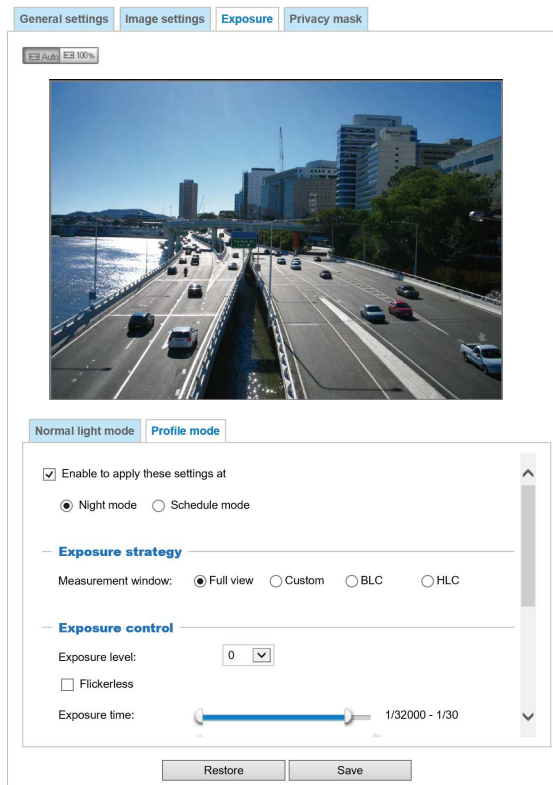 General settings Image settings Exposure Privacy mask
Auto 100%
Normal light mode Profile mode
Enable to apply these settings at
Night mode Schedule mode
Exposure strategy
Measurement window: Full view Custom BLC HLC
Exposure control
Exposure level: 0
Flickerless
Exposure time: 1/32000 - 1/30
Restore Save